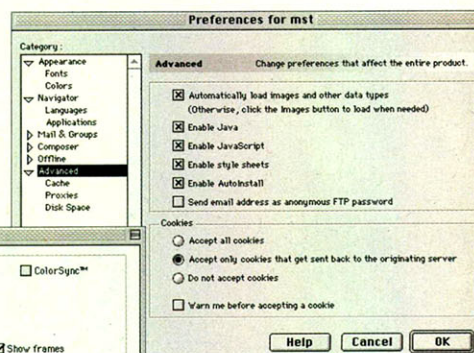 Preferences for mst
Category:
Appearance
Fonts
Colors
Navigator
Languages
Applications
Mail & Groups
Composer
Offline
Advanced
Cache
Proxies
Disk Space
Advanced Change preferences that affect the entire product.
Automatically load images and other data types
(Otherwise, click the Images button to load when needed)
Enable Java
Enable JavaScript
Enable style sheets
Enable AutoInstall
Send email address as anonymous FTP password
Cookies
Accept all cookies
Accept only cookies that get sent back to the originating server
Do not accept cookies
Warn me before accepting a cookie
Help Cancel OK
ColorSync™
Show frames